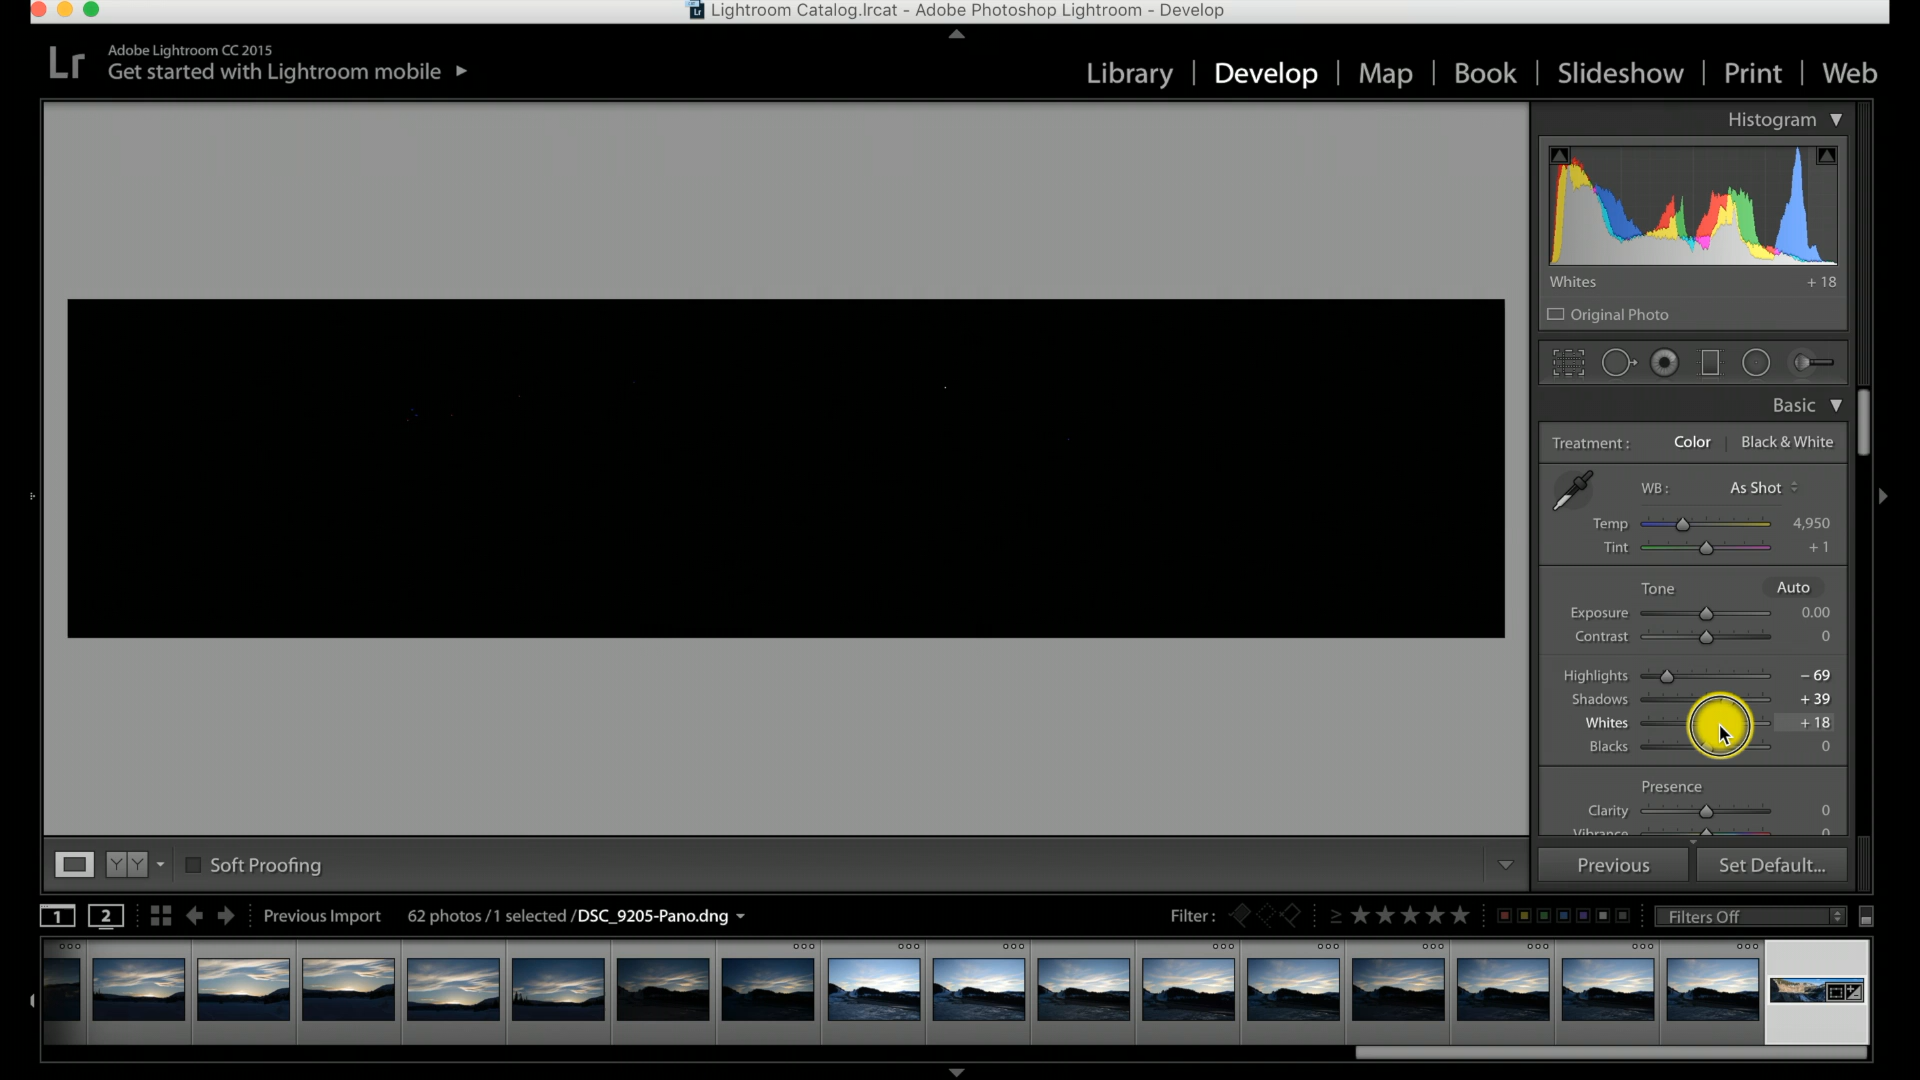 Lightroom Catalog.lrcat - Adobe Photoshop Lightroom - Develop
Lr
Adobe Lightroom CC 2015
Get started with Lightroom mobile
Library | Develop | Map | Book | Slideshow | Print | Web
Histogram
Whites + 18
Original Photo
Basic
Treatment : Color | Black & White
WB : As Shot
Temp 4,950
Tint + 1
Tone Auto
Exposure 0.00
Contrast 0
Highlights – 69
Shadows + 39
Whites + 18
Blacks 0
Presence
Clarity 0
Vibrance 0
Y Y
Soft Proofing
Previous
Set Default...
1 2 Previous Import 62 photos / 1 selected / DSC_9205-Pano.dng Filter : ≥ Filters Off